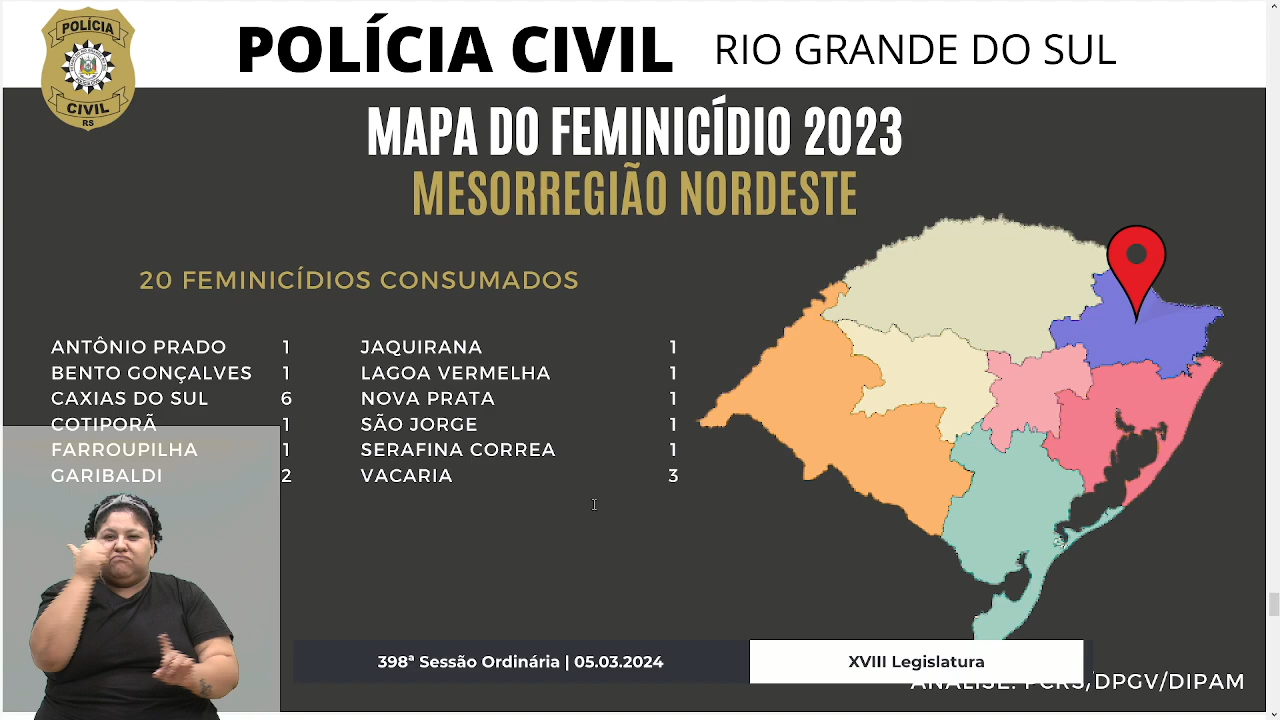 POLÍCIA
CIVIL
RS
POLÍCIA CIVIL RIO GRANDE DO SUL
MAPA DO FEMINICÍDIO 2023
MESORREGIÃO NORDESTE
20 FEMINICÍDIOS CONSUMADOS
ANTÔNIO PRADO 1
BENTO GONÇALVES 1
CAXIAS DO SUL 6
COTIPORÃ 1
FARROUPILHA 1
GARIBALDI 2
JAQUIRANA 1
LAGOA VERMELHA 1
NOVA PRATA 1
SÃO JORGE 1
SERAFINA CORREA 1
VACARIA 3
398ª Sessão Ordinária | 05.03.2024
XVIII Legislatura
ANÁLISE: PCRS/DPGV/DIPAM